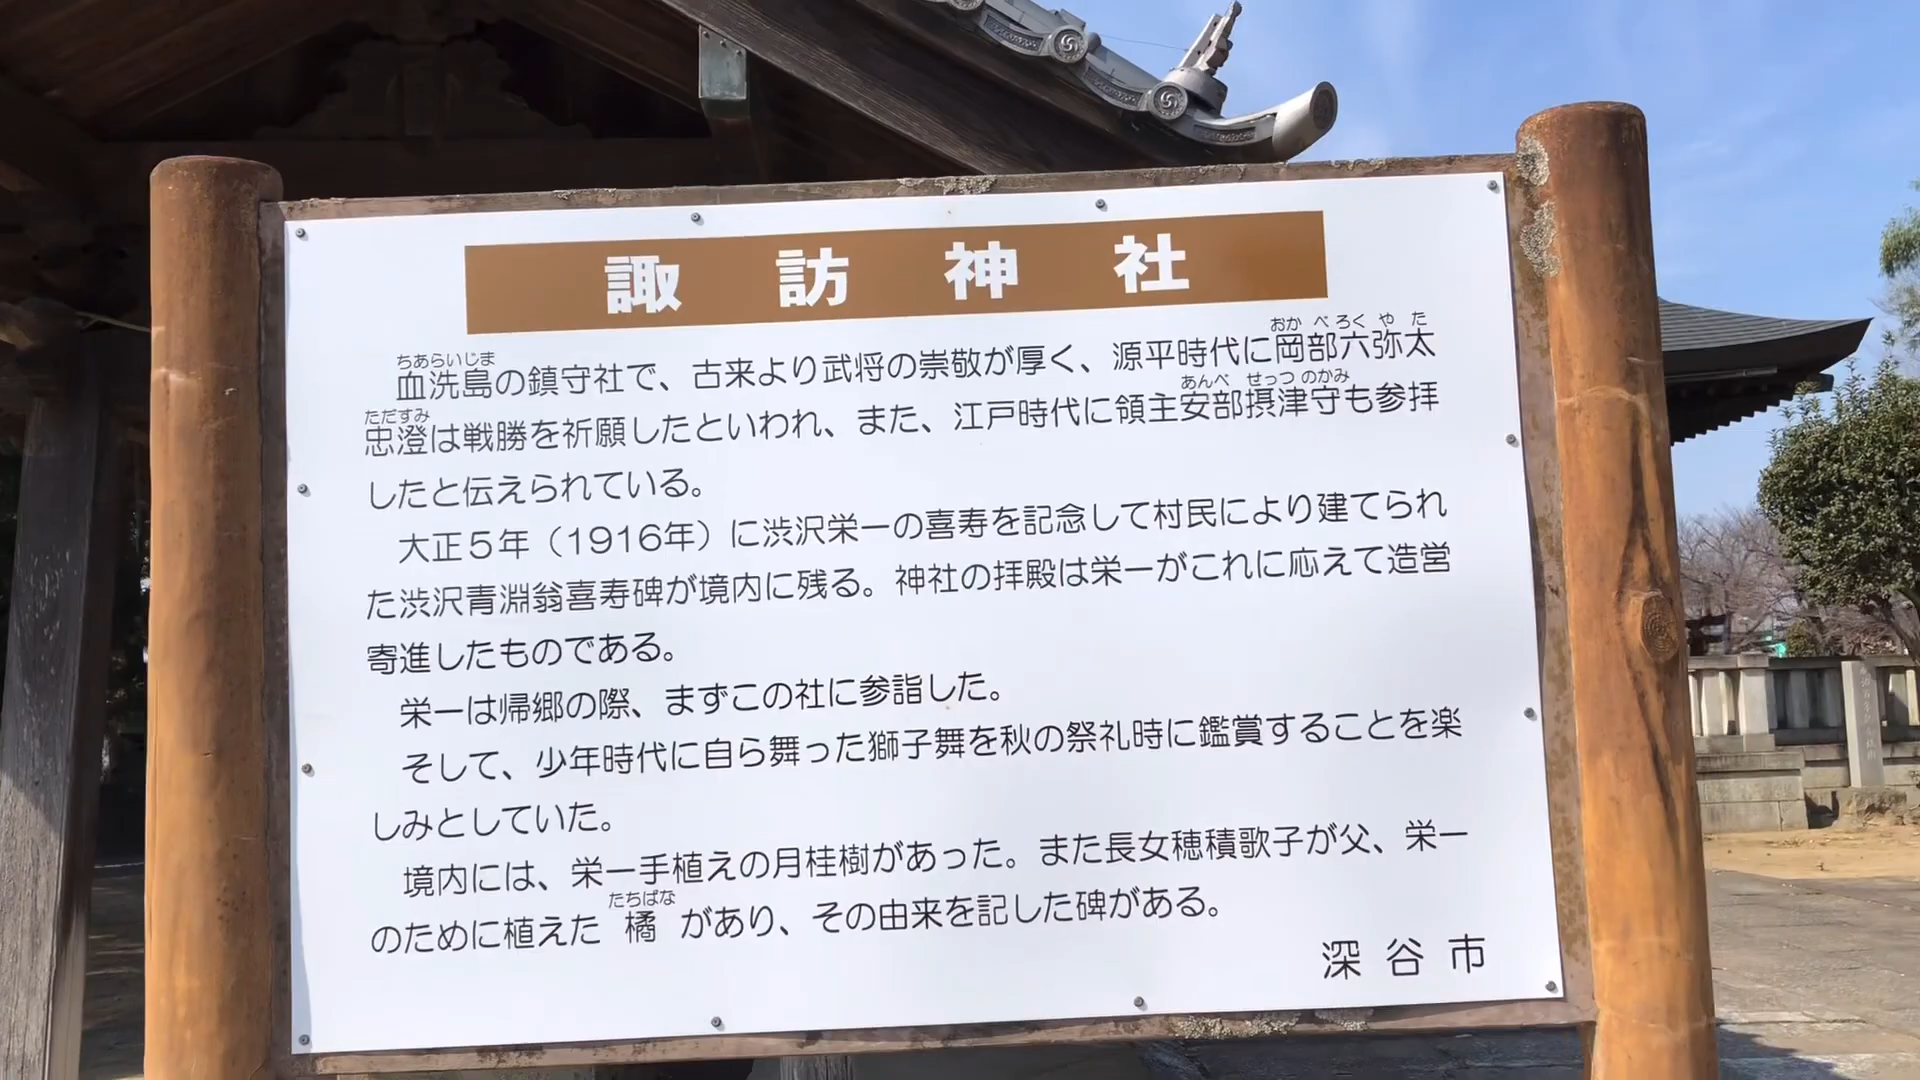 諏訪神社
ちあらいじま おかべろくやた
血洗島の鎮守社で、古来より武将の崇敬が厚く、源平時代に岡部六弥太
ただすみ あんべ せっつのかみ
忠澄は戦勝を祈願したといわれ、また、江戸時代に領主安部摂津守も参拝
したと伝えられている。
大正5年（1916年）に渋沢栄一の喜寿を記念して村民により建てられ
た渋沢青淵翁喜寿碑が境内に残る。神社の拝殿は栄一がこれに応えて造営
寄進したものである。
栄一は帰郷の際、まずこの社に参詣した。
そして、少年時代に自ら舞った獅子舞を秋の祭礼時に鑑賞することを楽
しみとしていた。
境内には、栄一手植えの月桂樹があった。また長女穂積歌子が父、栄一
たちばな
のために植えた 橘 があり、その由来を記した碑がある。
深谷市